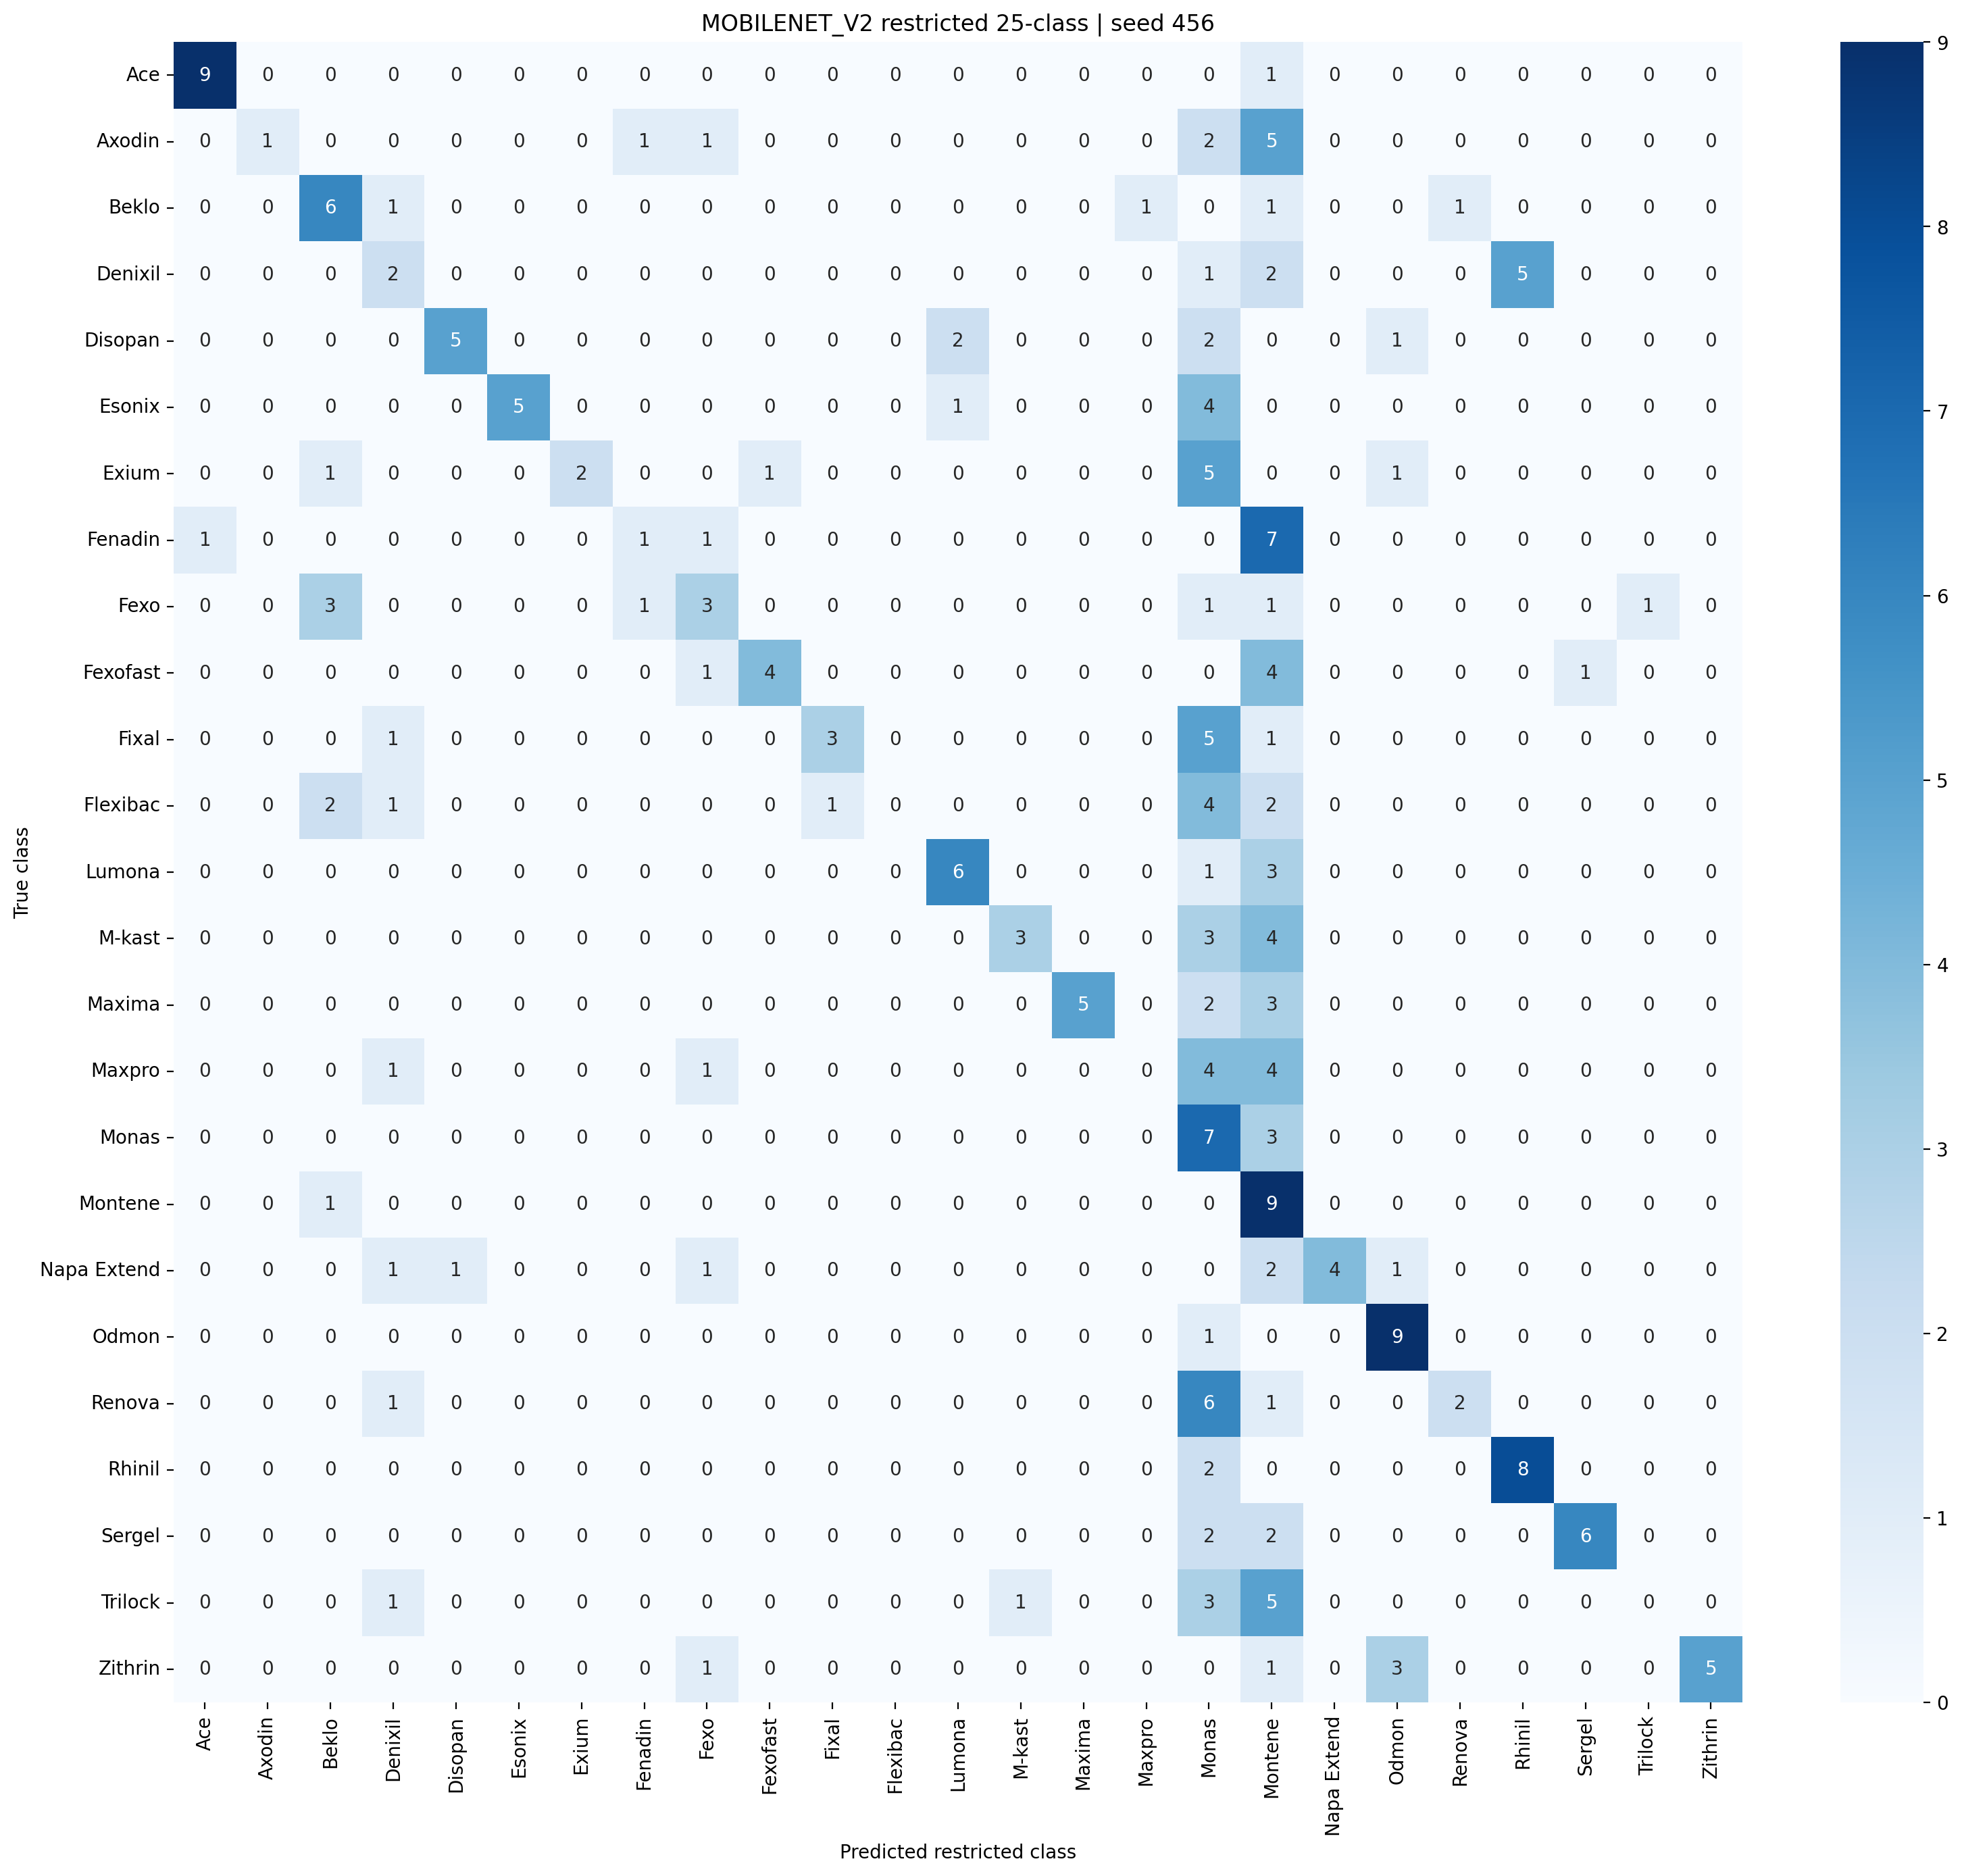 MOBILENET_V2 restricted 25-class | seed 456
Ace 9 0 0 0 0 0 0 0 0 0 0 0 0 0 0 0 0 1 0 0 0 0 0 0 0
Axodin 0 1 0 0 0 0 0 1 1 0 0 0 0 0 0 0 2 5 0 0 0 0 0 0 0
Beklo 0 0 6 1 0 0 0 0 0 0 0 0 0 0 0 1 0 1 0 0 1 0 0 0 0
Denixil 0 0 0 2 0 0 0 0 0 0 0 0 0 0 0 0 1 2 0 0 0 5 0 0 0
Disopan 0 0 0 0 5 0 0 0 0 0 0 0 2 0 0 0 2 0 0 1 0 0 0 0 0
Esonix 0 0 0 0 0 5 0 0 0 0 0 0 1 0 0 0 4 0 0 0 0 0 0 0 0
Exium 0 0 1 0 0 0 2 0 0 1 0 0 0 0 0 0 5 0 0 1 0 0 0 0 0
Fenadin 1 0 0 0 0 0 0 1 1 0 0 0 0 0 0 0 0 7 0 0 0 0 0 0 0
Fexo 0 0 3 0 0 0 0 1 3 0 0 0 0 0 0 0 1 1 0 0 0 0 0 1 0
Fexofast 0 0 0 0 0 0 0 0 1 4 0 0 0 0 0 0 0 4 0 0 0 0 1 0 0
Fixal 0 0 0 1 0 0 0 0 0 0 3 0 0 0 0 0 5 1 0 0 0 0 0 0 0
Flexibac 0 0 2 1 0 0 0 0 0 0 1 0 0 0 0 0 4 2 0 0 0 0 0 0 0
Lumona 0 0 0 0 0 0 0 0 0 0 0 0 6 0 0 0 1 3 0 0 0 0 0 0 0
M-kast 0 0 0 0 0 0 0 0 0 0 0 0 0 3 0 0 3 4 0 0 0 0 0 0 0
Maxima 0 0 0 0 0 0 0 0 0 0 0 0 0 0 5 0 2 3 0 0 0 0 0 0 0
Maxpro 0 0 0 1 0 0 0 0 1 0 0 0 0 0 0 0 4 4 0 0 0 0 0 0 0
Monas 0 0 0 0 0 0 0 0 0 0 0 0 0 0 0 0 7 3 0 0 0 0 0 0 0
Montene 0 0 1 0 0 0 0 0 0 0 0 0 0 0 0 0 0 9 0 0 0 0 0 0 0
Napa Extend 0 0 0 1 1 0 0 0 1 0 0 0 0 0 0 0 0 2 4 1 0 0 0 0 0
Odmon 0 0 0 0 0 0 0 0 0 0 0 0 0 0 0 0 1 0 0 9 0 0 0 0 0
Renova 0 0 0 1 0 0 0 0 0 0 0 0 0 0 0 0 6 1 0 0 2 0 0 0 0
Rhinil 0 0 0 0 0 0 0 0 0 0 0 0 0 0 0 0 2 0 0 0 0 8 0 0 0
Sergel 0 0 0 0 0 0 0 0 0 0 0 0 0 0 0 0 2 2 0 0 0 0 6 0 0
Trilock 0 0 0 1 0 0 0 0 0 0 0 0 0 1 0 0 3 5 0 0 0 0 0 0 0
Zithrin 0 0 0 0 0 0 0 0 1 0 0 0 0 0 0 0 0 1 0 3 0 0 0 0 5
True class
Ace Axodin Beklo Denixil Disopan Esonix Exium Fenadin Fexo Fexofast Fixal Flexibac Lumona M-kast Maxima Maxpro Monas Montene Napa Extend Odmon Renova Rhinil Sergel Trilock Zithrin
Predicted restricted class
9
8
7
6
5
4
3
2
1
0